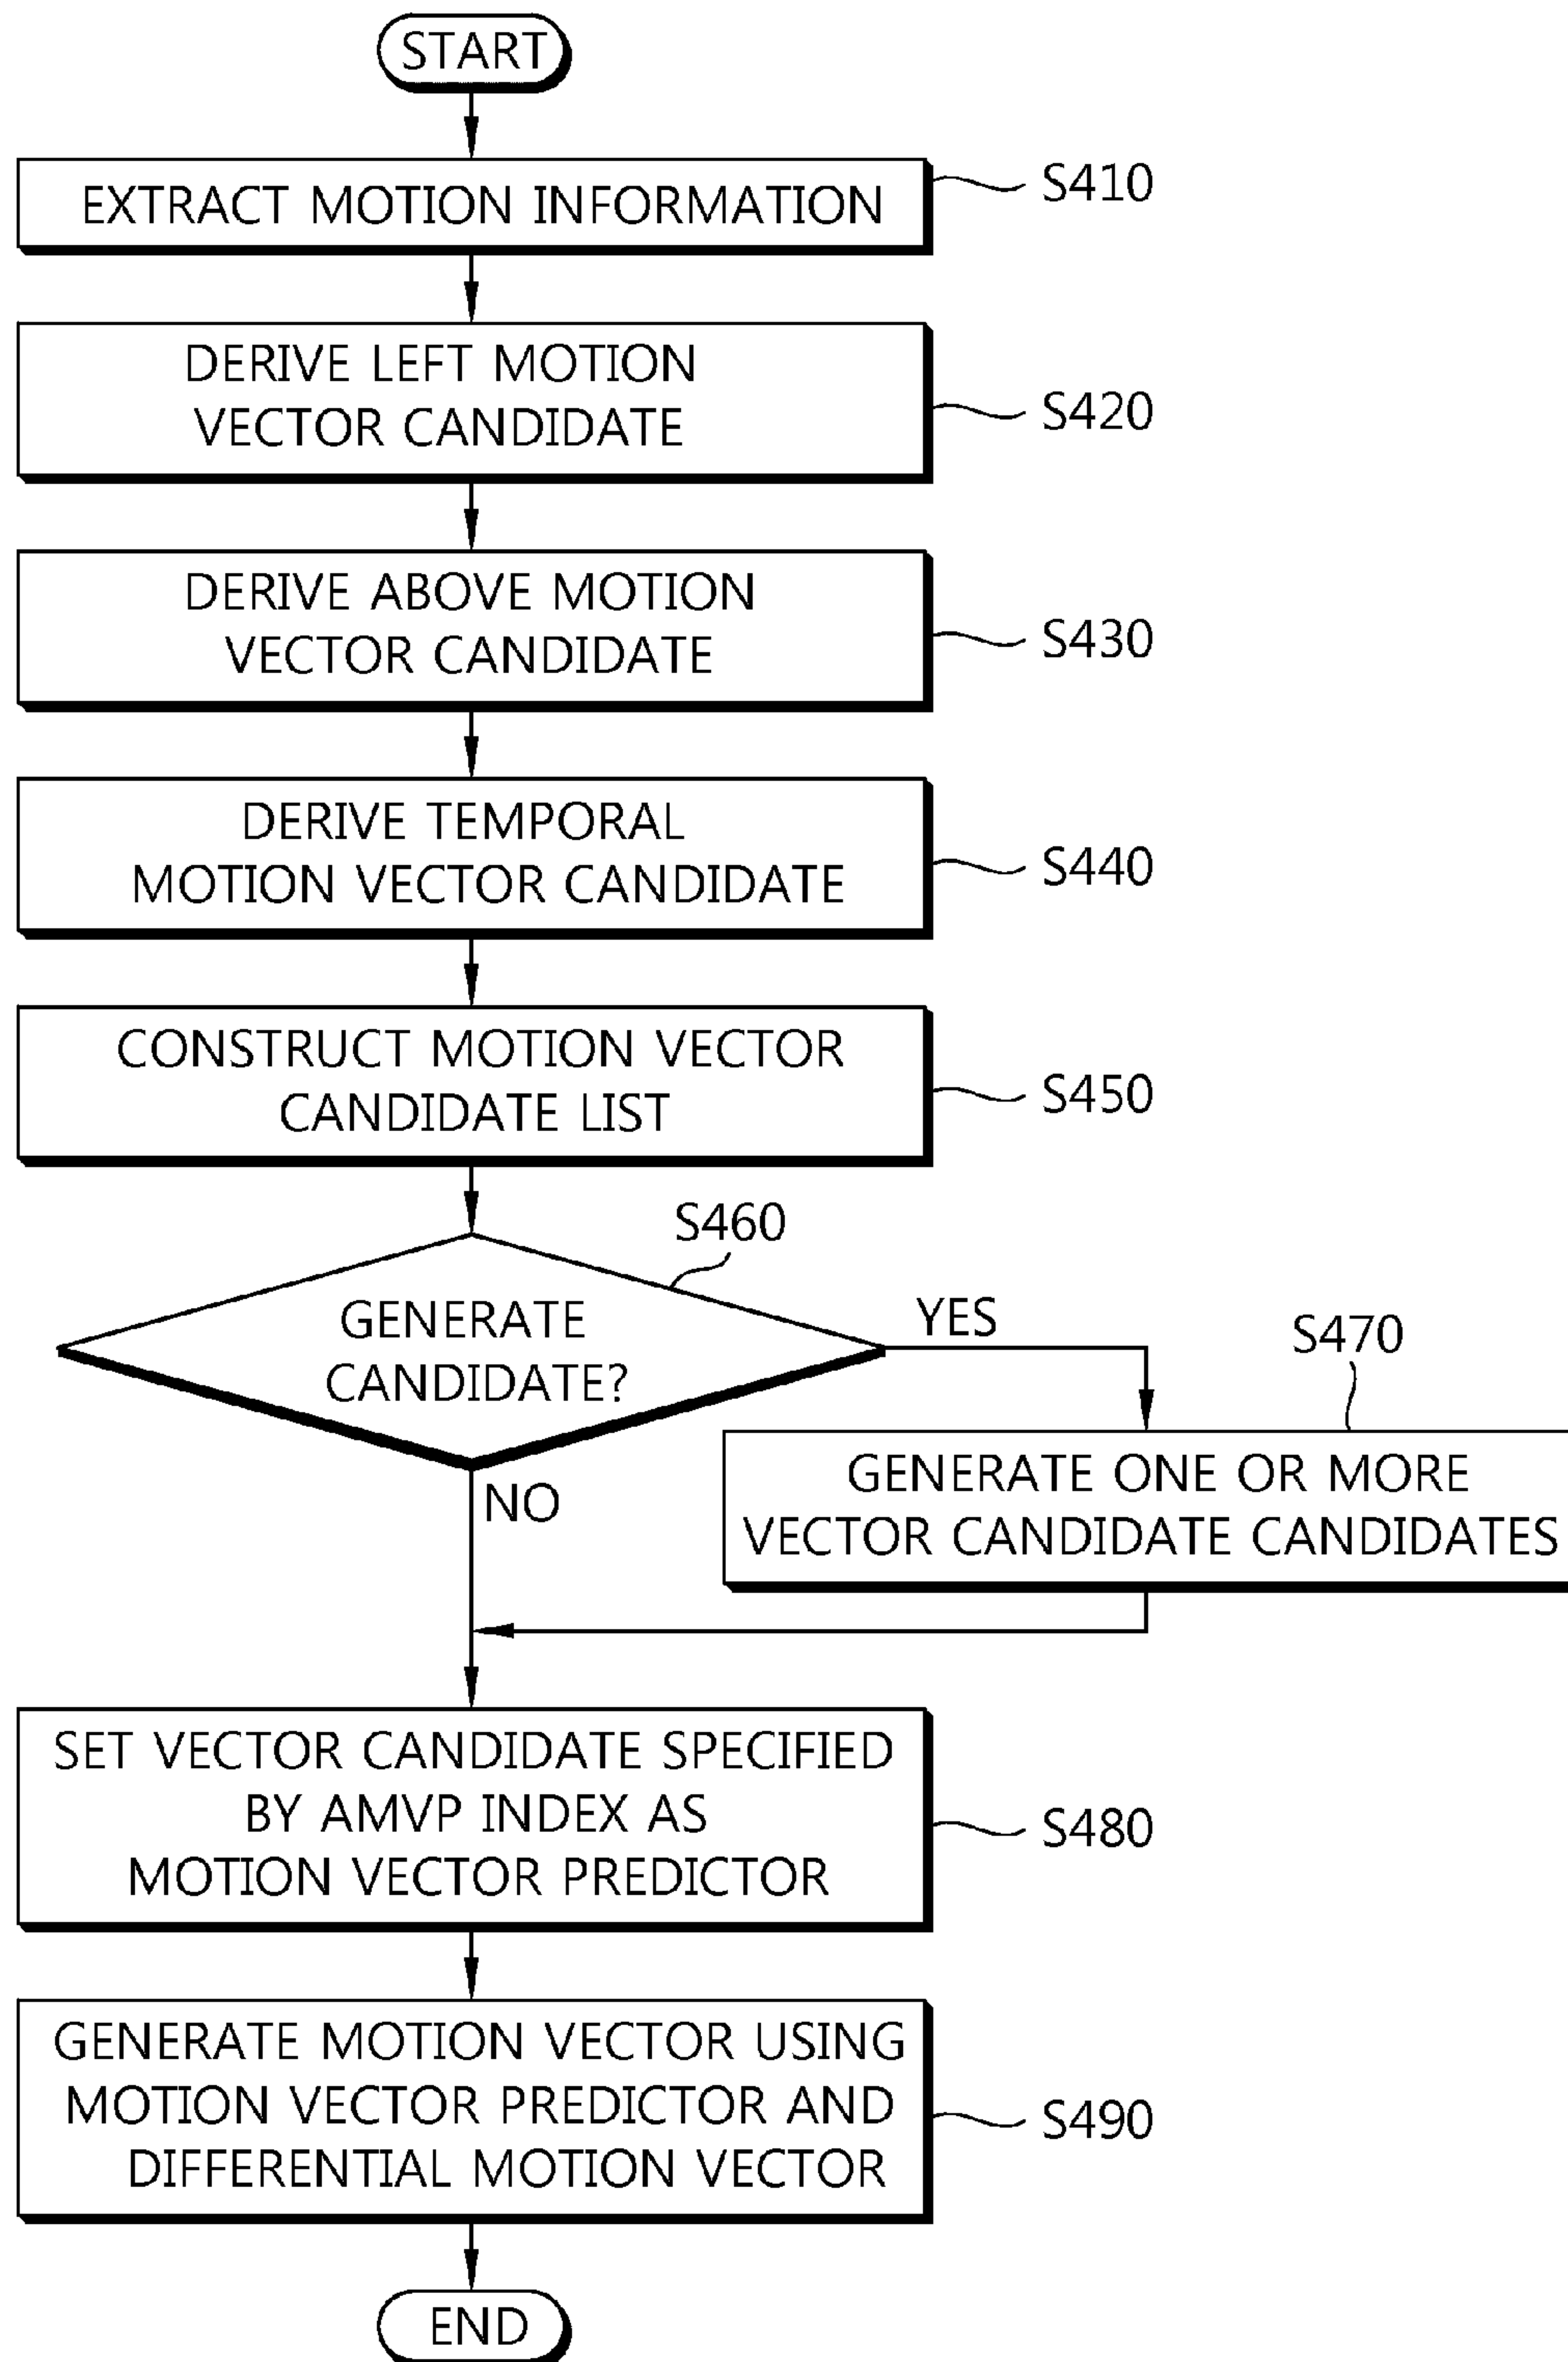 START
EXTRACT MOTION INFORMATION
S410
DERIVE LEFT MOTION
VECTOR CANDIDATE
S420
DERIVE ABOVE MOTION
VECTOR CANDIDATE
S430
DERIVE TEMPORAL
MOTION VECTOR CANDIDATE
S440
CONSTRUCT MOTION VECTOR
CANDIDATE LIST
S450
S460
GENERATE
CANDIDATE?
YES
NO
S470
GENERATE ONE OR MORE
VECTOR CANDIDATE CANDIDATES
SET VECTOR CANDIDATE SPECIFIED
BY AMVP INDEX AS
MOTION VECTOR PREDICTOR
S480
GENERATE MOTION VECTOR USING
MOTION VECTOR PREDICTOR AND
DIFFERENTIAL MOTION VECTOR
S490
END